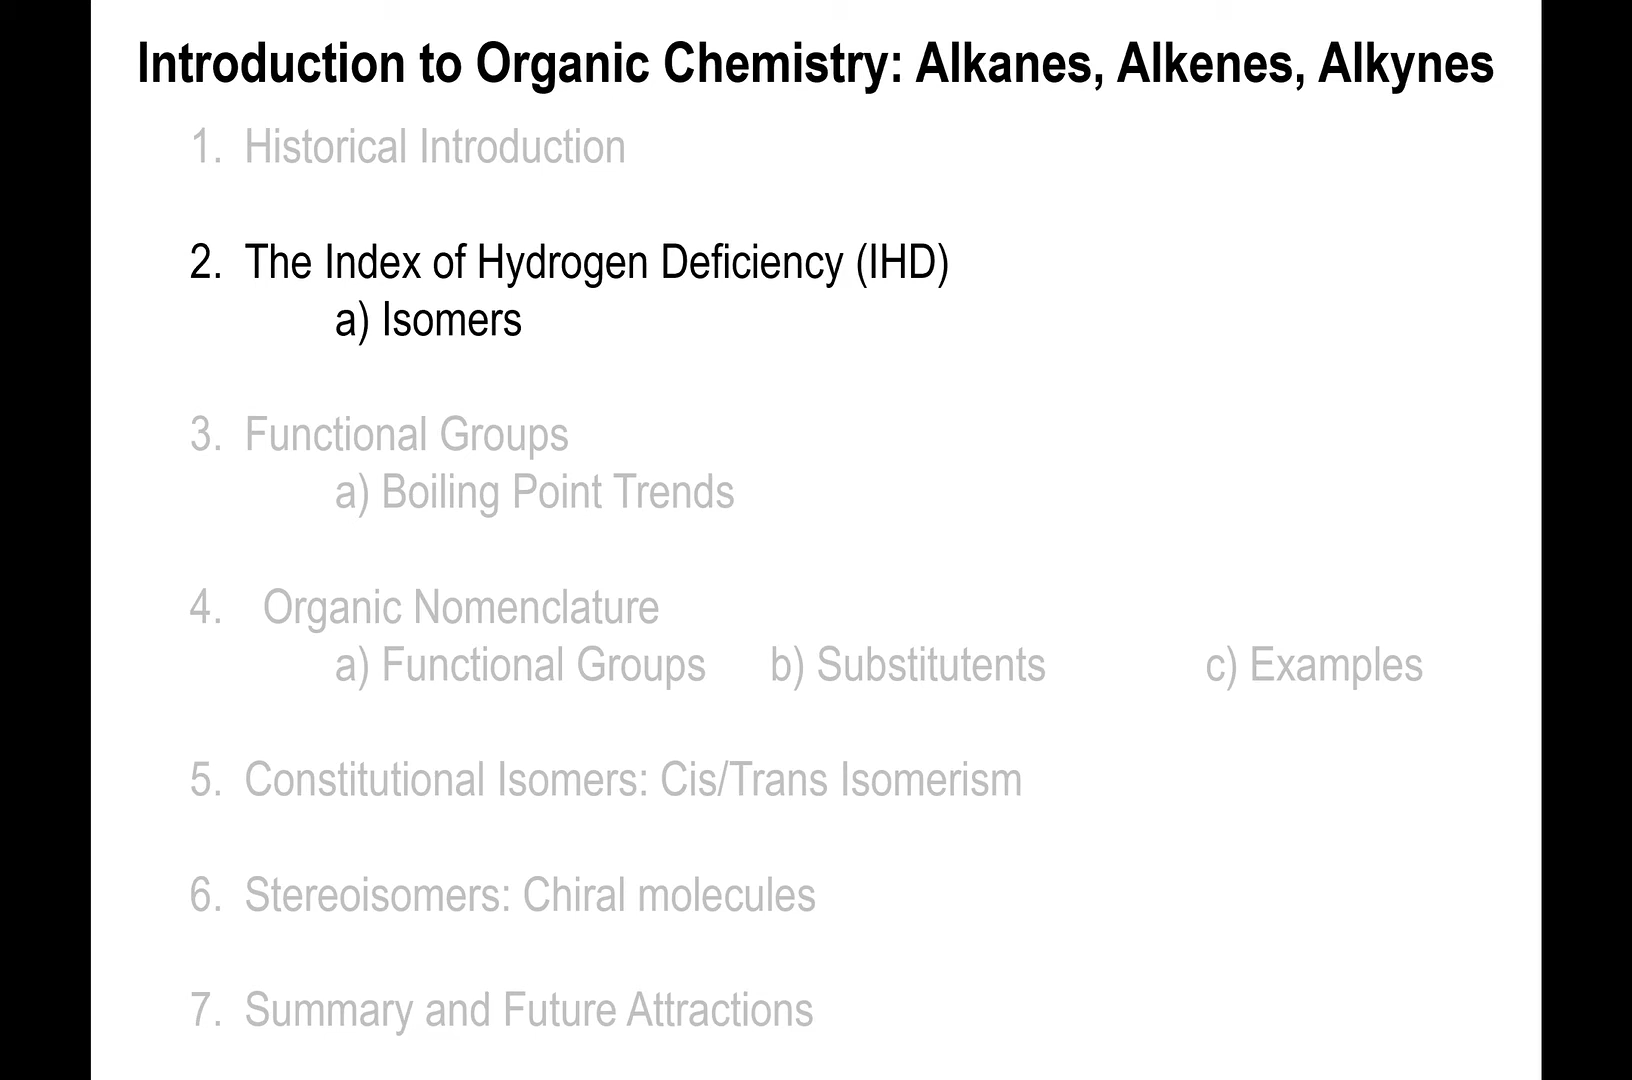 Introduction to Organic Chemistry: Alkanes, Alkenes, Alkynes
1. Historical Introduction
2. The Index of Hydrogen Deficiency (IHD)
a) Isomers
3. Functional Groups
a) Boiling Point Trends
4. Organic Nomenclature
a) Functional Groups b) Substitutents c) Examples
5. Constitutional Isomers: Cis/Trans Isomerism
6. Stereoisomers: Chiral molecules
7. Summary and Future Attractions